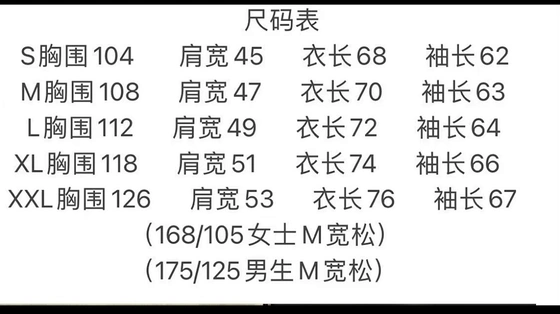 尺码表
S胸围104 肩宽45 衣长68 袖长62
M胸围108 肩宽47 衣长70 袖长63
L胸围112 肩宽49 衣长72 袖长64
XL胸围118 肩宽51 衣长74 袖长66
XXL胸围126 肩宽53 衣长76 袖长67
（168/105女士M宽松）
（175/125男生M宽松）